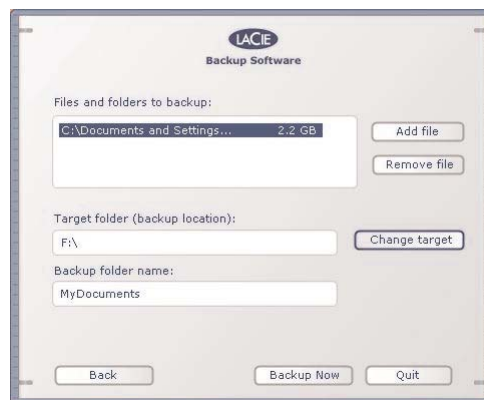 LACIE
Backup Software
Files and folders to backup:
C:\Documents and Settings... 2.2 GB
Add file
Remove file
Target folder (backup location):
F:\
Change target
Backup folder name:
MyDocuments
Back
Backup Now
Quit